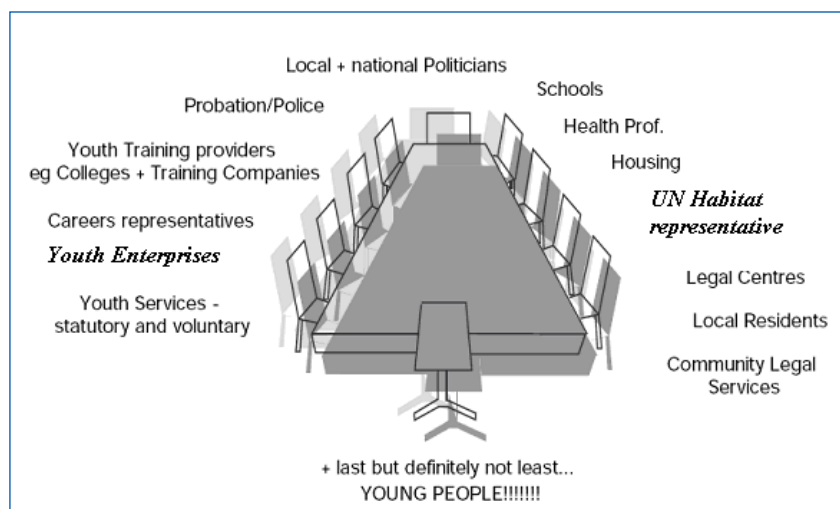 Local + national Politicians
Schools
Probation/Police
Health Prof.
Youth Training providers
eg Colleges + Training Companies
Housing
Careers representatives
UN Habitat
representative
Youth Enterprises
Legal Centres
Youth Services -
statutory and voluntary
Local Residents
Community Legal
Services
+ last but definitely not least...
YOUNG PEOPLE!!!!!!!